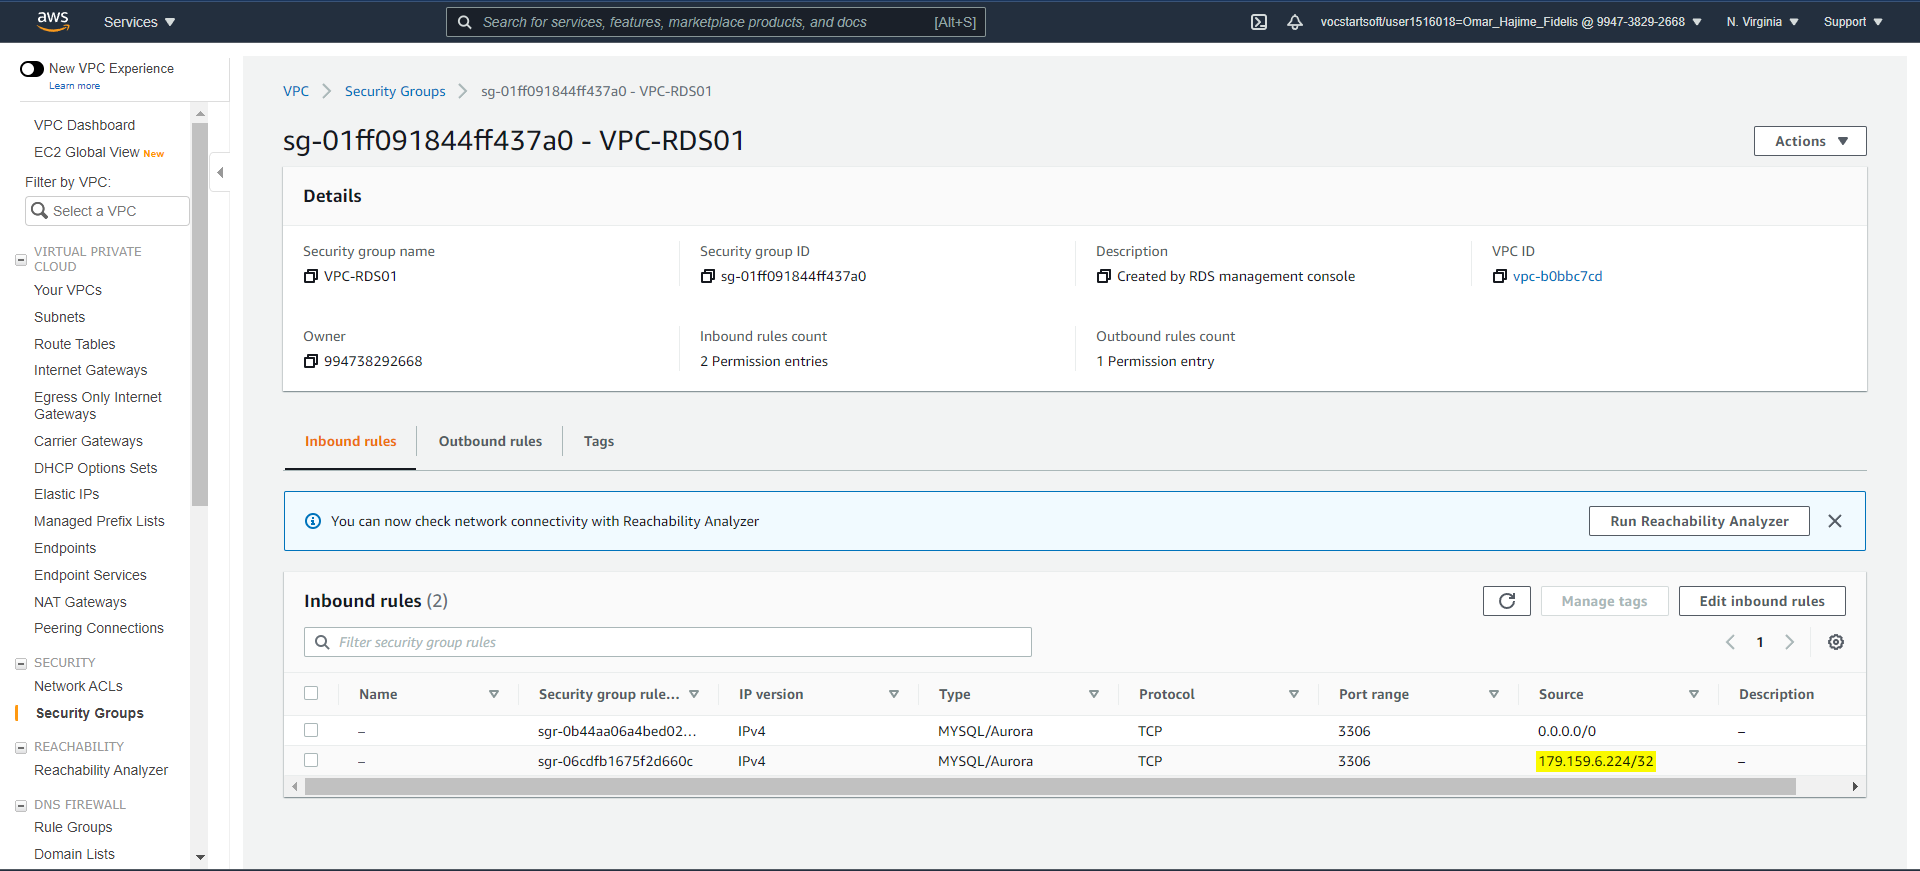 aws Services Search for services, features, marketplace products, and docs [Alt+S] vocstartsoft/user1516018=Omar_Hajime_Fidelis @ 9947-3829-2668 N. Virginia Support
New VPC Experience
Learn more
VPC Dashboard
EC2 Global View New
Filter by VPC:
Select a VPC
VIRTUAL PRIVATE
CLOUD
Your VPCs
Subnets
Route Tables
Internet Gateways
Egress Only Internet
Gateways
Carrier Gateways
DHCP Options Sets
Elastic IPs
Managed Prefix Lists
Endpoints
Endpoint Services
NAT Gateways
Peering Connections
SECURITY
Network ACLs
Security Groups
REACHABILITY
Reachability Analyzer
DNS FIREWALL
Rule Groups
Domain Lists
VPC Security Groups sg-01ff091844ff437a0 - VPC-RDS01
sg-01ff091844ff437a0 - VPC-RDS01 Actions
Details
Security group name Security group ID Description VPC ID
VPC-RDS01 sg-01ff091844ff437a0 Created by RDS management console vpc-b0bbc7cd
Owner Inbound rules count Outbound rules count
994738292668 2 Permission entries 1 Permission entry
Inbound rules Outbound rules Tags
You can now check network connectivity with Reachability Analyzer Run Reachability Analyzer
Inbound rules (2) Manage tags Edit inbound rules
Filter security group rules 1
Name Security group rule... IP version Type Protocol Port range Source Description
– sgr-0b44aa06a4bed02... IPv4 MYSQL/Aurora TCP 3306 0.0.0.0/0 –
– sgr-06cdfb1675f2d660c IPv4 MYSQL/Aurora TCP 3306 179.159.6.224/32 –